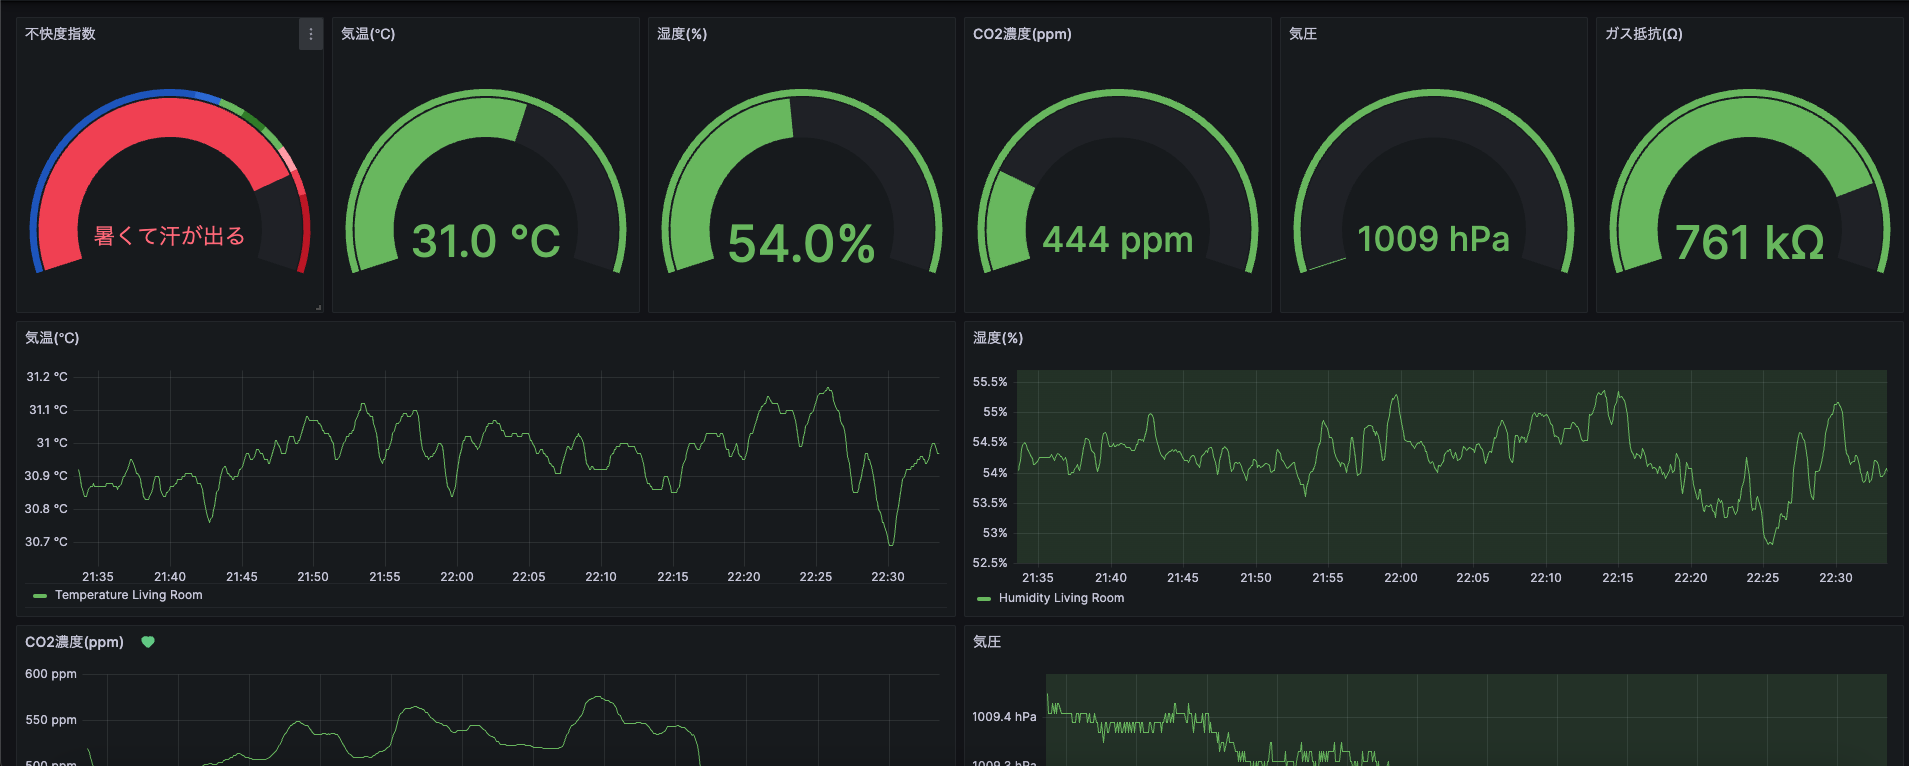 不快度指数
気温(°C)
湿度(%)
CO2濃度(ppm)
気圧
ガス抵抗(Ω)
暑くて汗が出る
31.0 °C
54.0%
444 ppm
1009 hPa
761 kΩ
気温(°C)
31.2 °C
31.1 °C
31 °C
30.9 °C
30.8 °C
30.7 °C
21:35 21:40 21:45 21:50 21:55 22:00 22:05 22:10 22:15 22:20 22:25 22:30
Temperature Living Room
湿度(%)
55.5%
55%
54.5%
54%
53.5%
53%
52.5%
21:35 21:40 21:45 21:50 21:55 22:00 22:05 22:10 22:15 22:20 22:25 22:30
Humidity Living Room
CO2濃度(ppm)
600 ppm
550 ppm
500 ppm
気圧
1009.4 hPa
1009.3 hPa